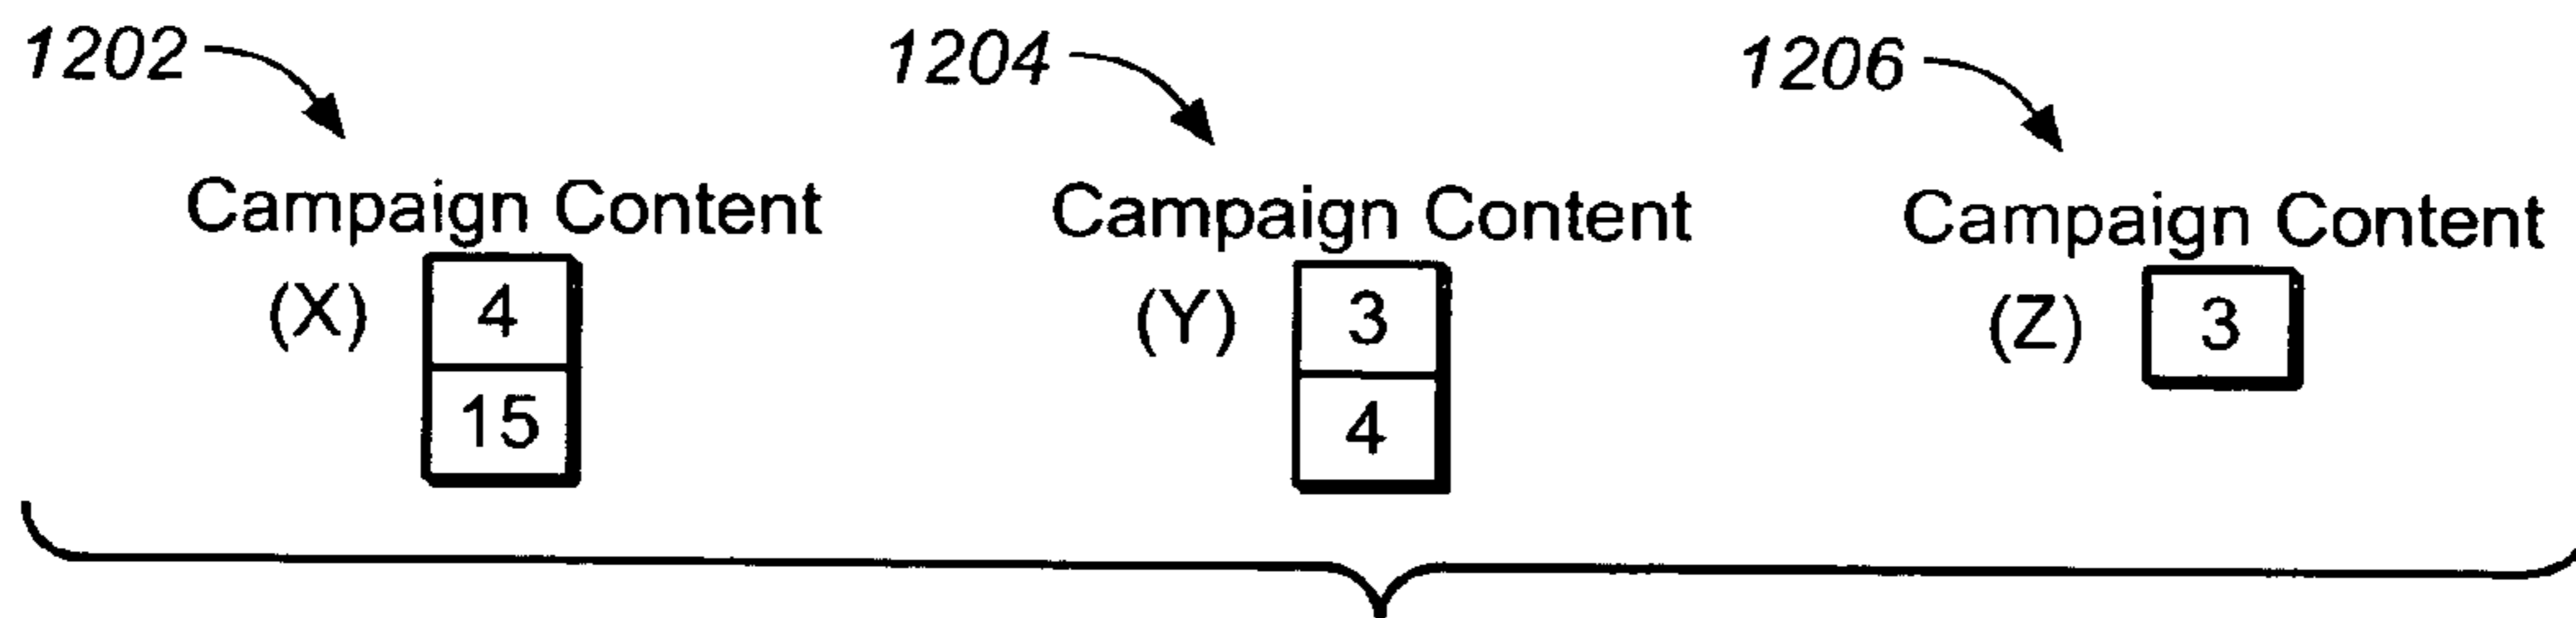 1202 1204 1206
Campaign Content Campaign Content Campaign Content
(X) 4 (Y) 3 (Z) 3
15 4